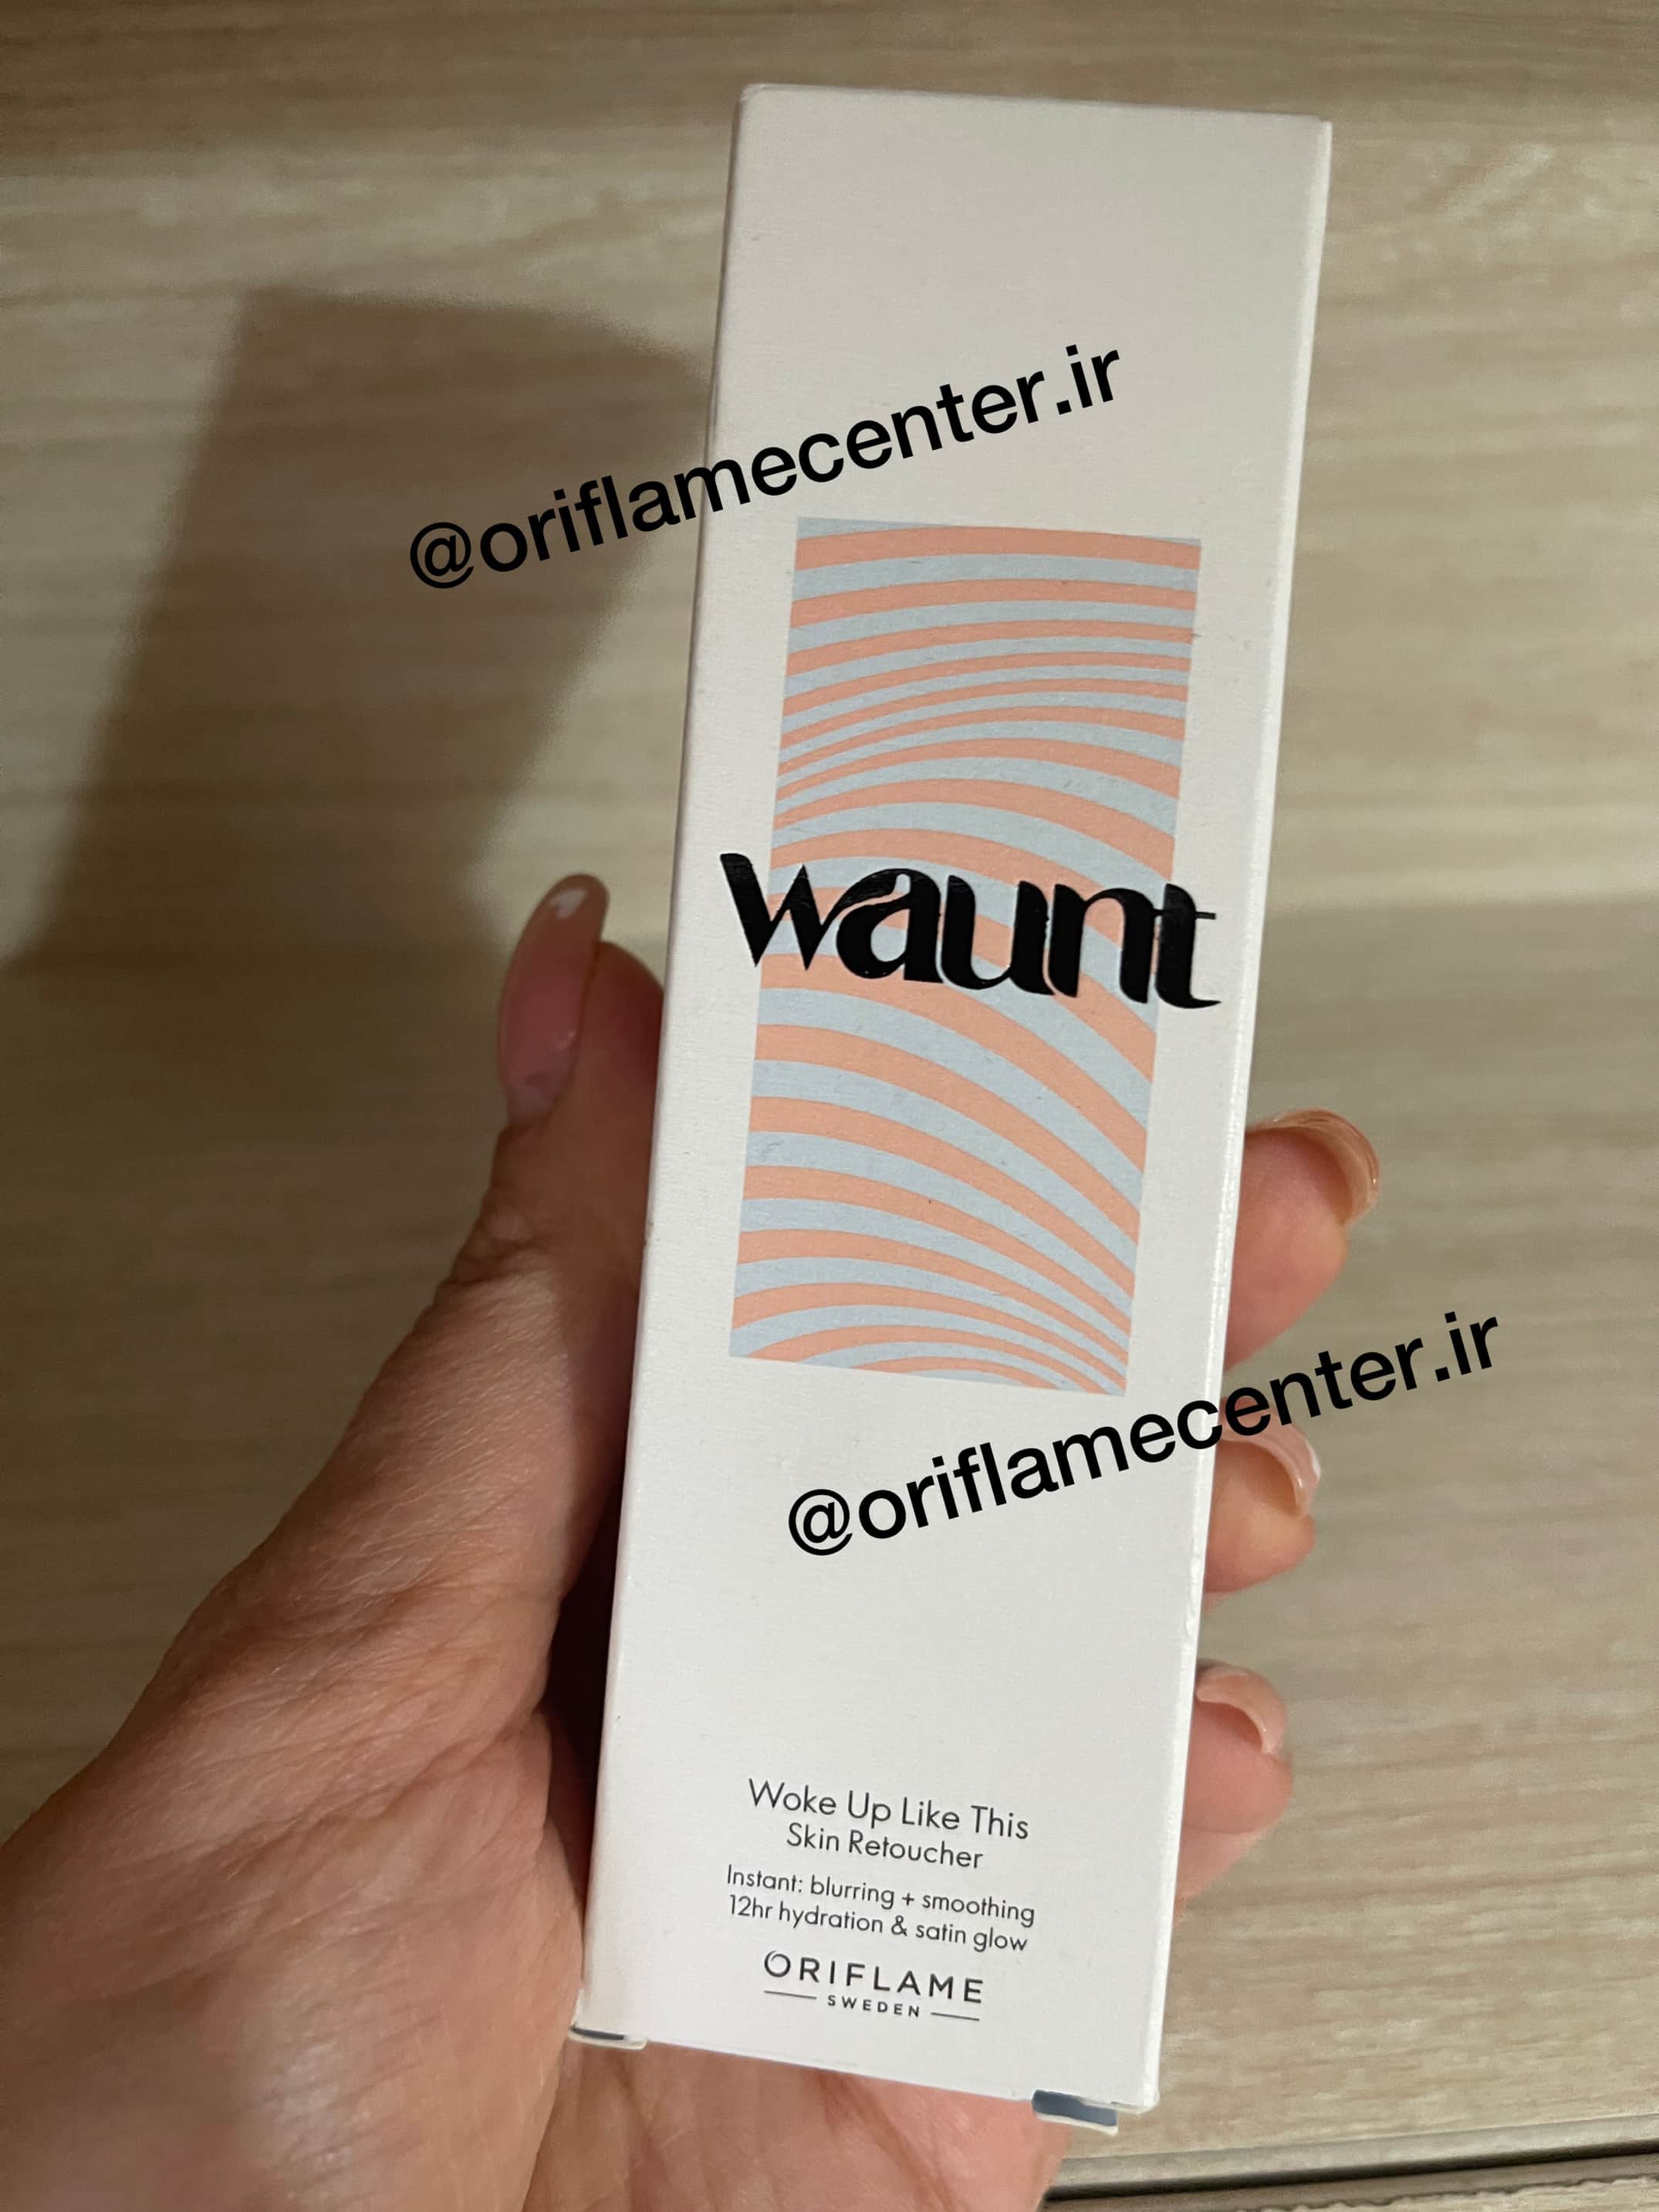 @oriflamecenter.ir
waunt
@oriflamecenter.ir
Woke Up Like This
Skin Retoucher
Instant: blurring + smoothing
12hr hydration & satin glow
ORIFLAME
SWEDEN